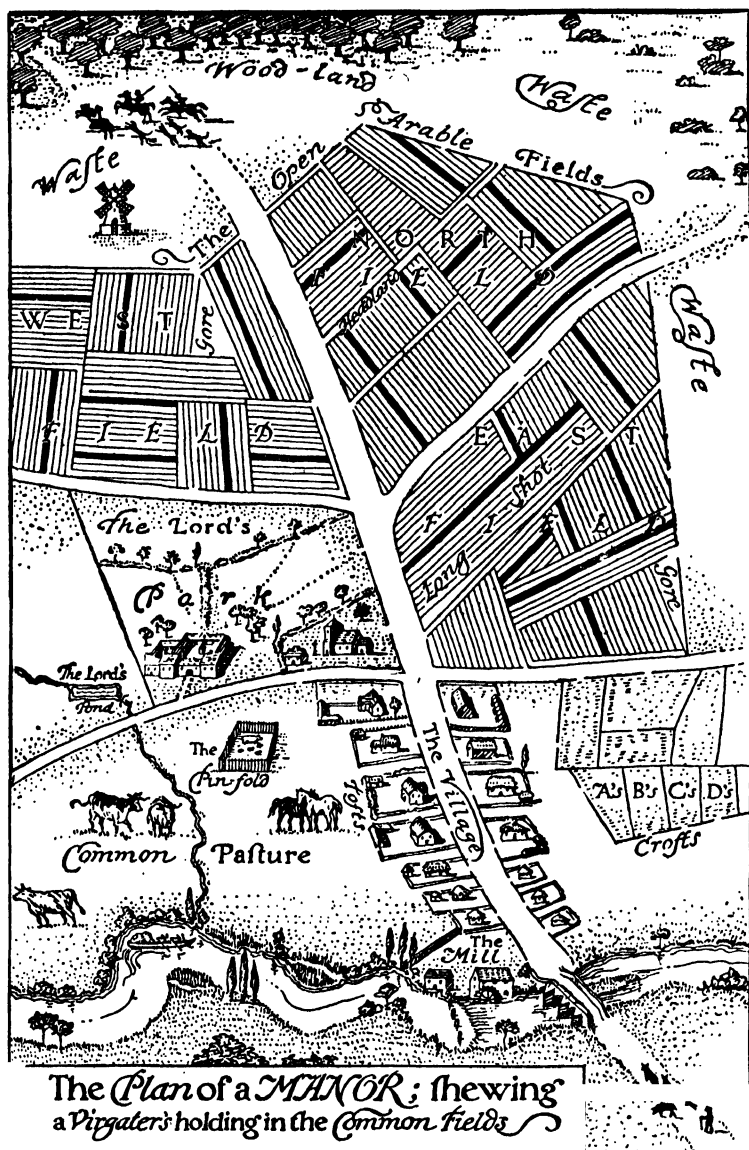 Wood-land
Waſte
Waſte
The Open Arable Fields
NORTH
FIELD
Headland
Waſte
WEST
Gore
FIELD
EAST
FIELD
Long Shot
Gore
The Lord's
Park
The Lord's
Pond
The
Pin-fold
The Village
Tofts
A's B's C's D's
Crofts
Common Paſture
The
Mill
The Plan of a MANOR; ſhewing
a Virgater's holding in the Common Fields